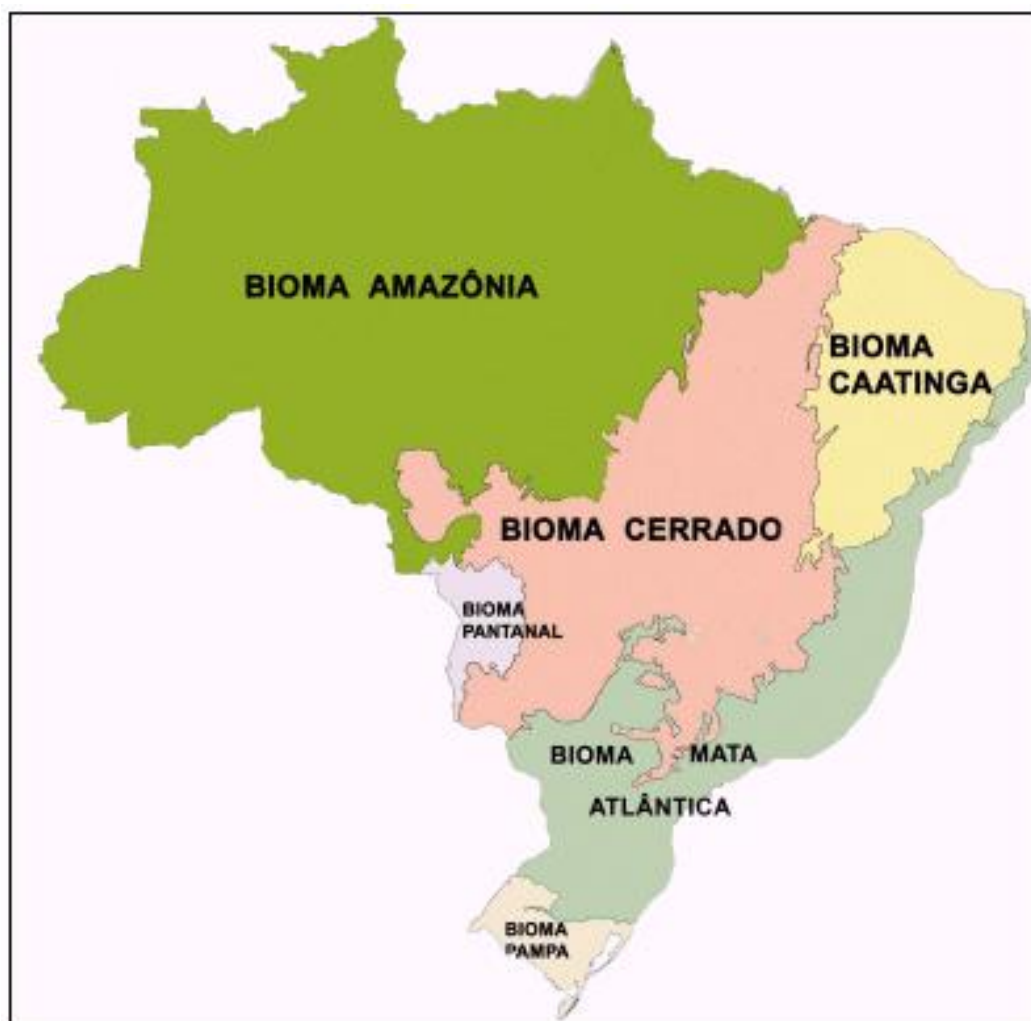 BIOMA AMAZÔNIA
BIOMA
CAATINGA
BIOMA CERRADO
BIOMA
PANTANAL
BIOMA MATA
ATLÂNTICA
BIOMA
PAMPA